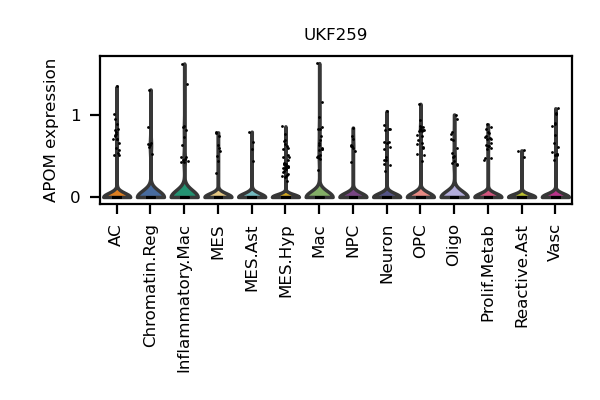 UKF259
APOM expression
1
0
AC
Chromatin.Reg
Inflammatory.Mac
MES
MES.Ast
MES.Hyp
Mac
NPC
Neuron
OPC
Oligo
Prolif.Metab
Reactive.Ast
Vasc